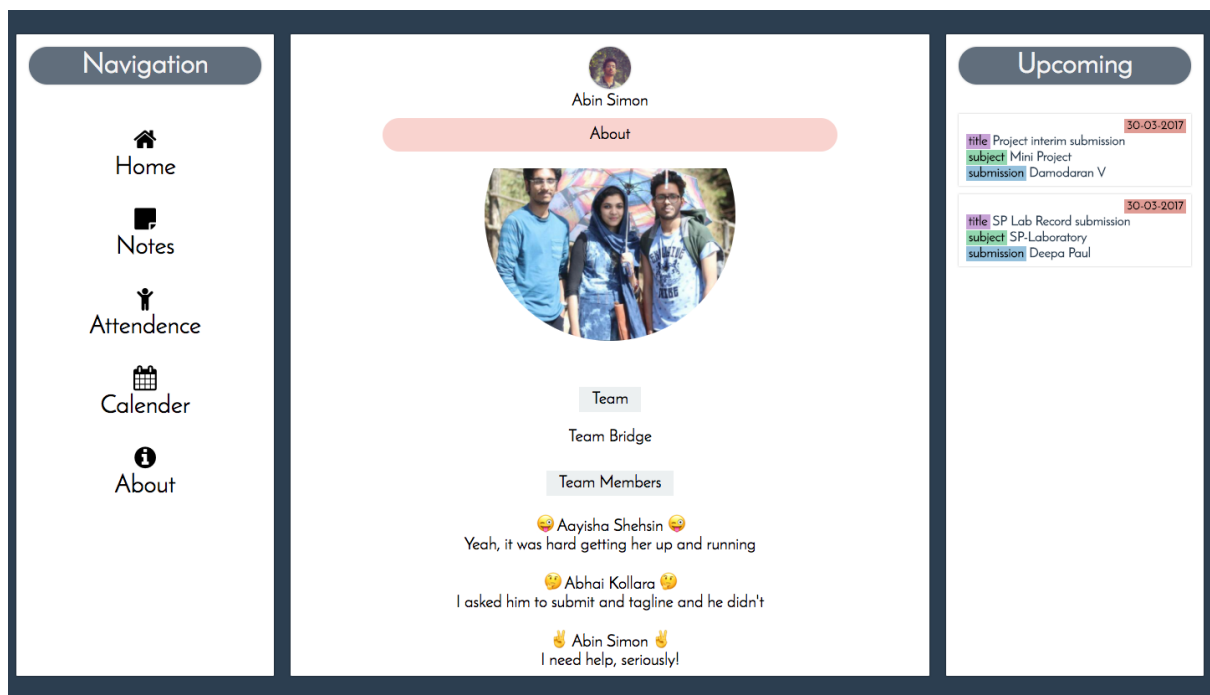 Navigation
Home
Notes
Attendence
Calender
About
Abin Simon
About
Team
Team Bridge
Team Members
😜 Aayisha Shehsin 😜
Yeah, it was hard getting her up and running
🤔 Abhai Kollara 🤔
I asked him to submit and tagline and he didn't
✌️ Abin Simon ✌️
I need help, seriously!
Upcoming
30-03-2017
title Project interim submission
subject Mini Project
submission Damodaran V
30-03-2017
title SP Lab Record submission
subject SP-Laboratory
submission Deepa Paul